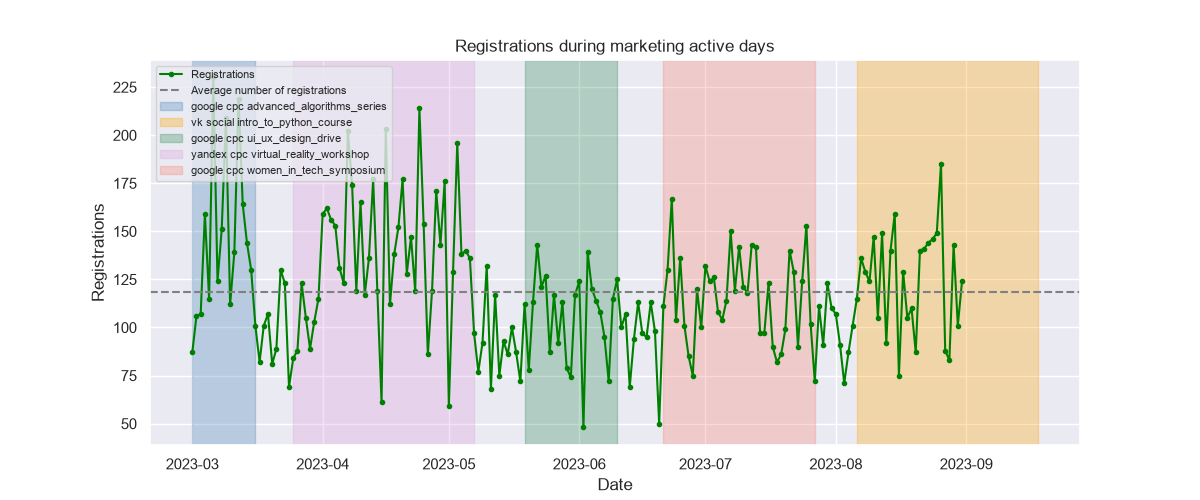 Registrations during marketing active days
Registrations
Average number of registrations
google cpc advanced_algorithms_series
vk social intro_to_python_course
google cpc ui_ux_design_drive
yandex cpc virtual_reality_workshop
google cpc women_in_tech_symposium
225
200
175
150
125
100
75
50
Registrations
2023-03 2023-04 2023-05 2023-06 2023-07 2023-08 2023-09
Date